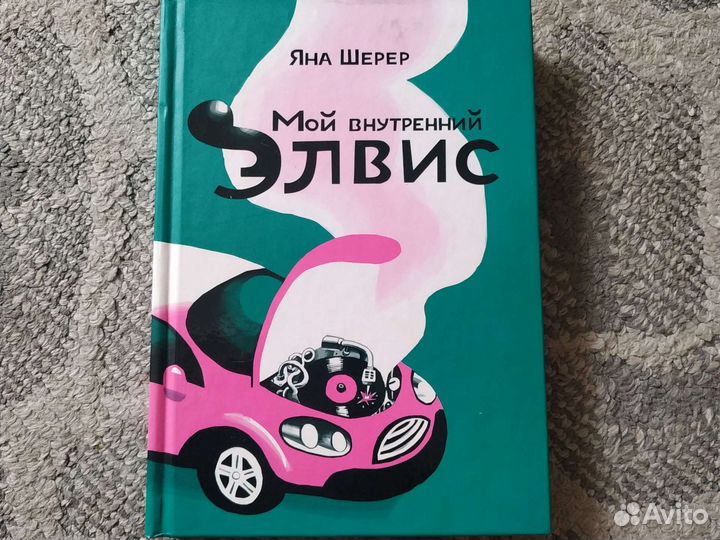 Яна Шерер
Мой внутренний
Элвис
Avito